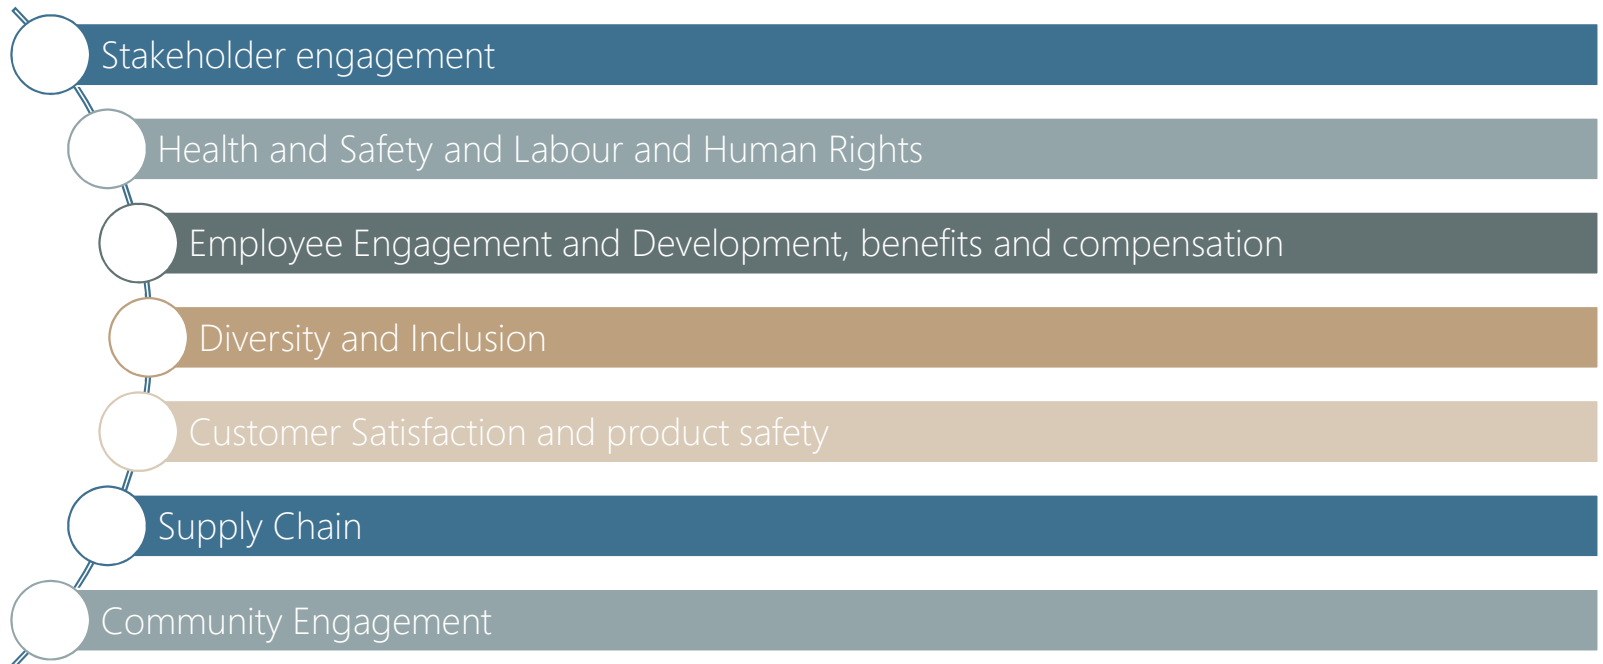 Stakeholder engagement
Health and Safety and Labour and Human Rights
Employee Engagement and Development, benefits and compensation
Diversity and Inclusion
Customer Satisfaction and product safety
Supply Chain
Community Engagement